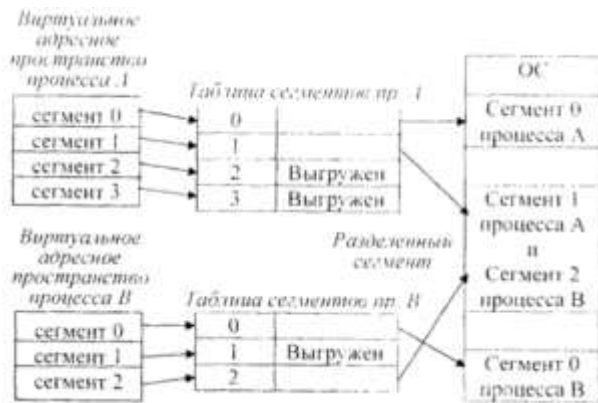 Виртуальное
адресное
пространство
процесса А
сегмент 0
сегмент 1
сегмент 2
сегмент 3
Таблица сегментов пр. А
0
1
2 Выгружен
3 Выгружен
ОС
Сегмент 0
процесса А
Сегмент 1
процесса А
и
Сегмент 2
процесса В
Сегмент 0
процесса В
Разделенный
сегмент
Виртуальное
адресное
пространство
процесса В
сегмент 0
сегмент 1
сегмент 2
Таблица сегментов пр. В
0
1 Выгружен
2